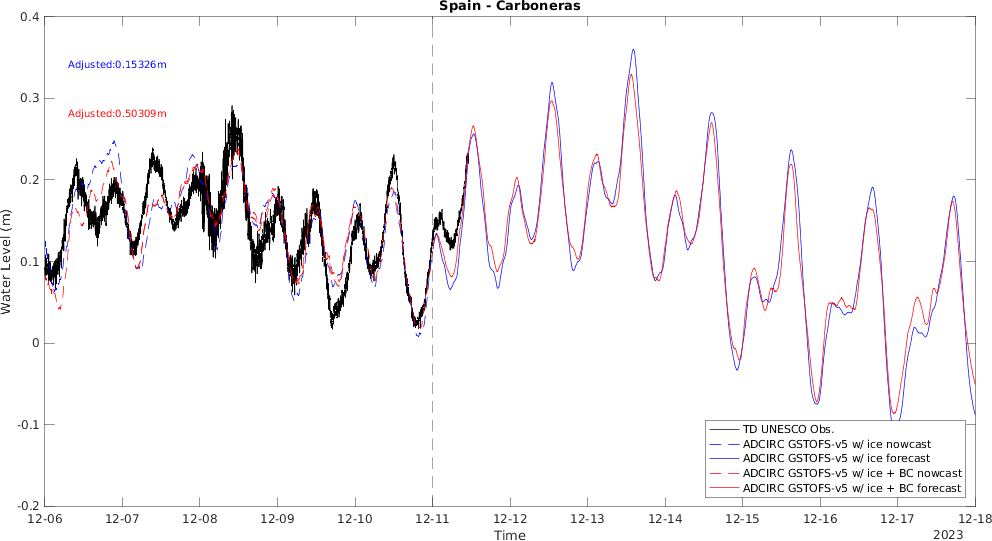 Spain - Carboneras
0.4
0.3
0.2
0.1
0
-0.1
-0.2
Water Level (m)
Adjusted:0.15326m
Adjusted:0.50309m
TD UNESCO Obs.
ADCIRC GSTOFS-v5 w/ ice nowcast
ADCIRC GSTOFS-v5 w/ ice forecast
ADCIRC GSTOFS-v5 w/ ice + BC nowcast
ADCIRC GSTOFS-v5 w/ ice + BC forecast
12-06 12-07 12-08 12-09 12-10 12-11 12-12 12-13 12-14 12-15 12-16 12-17 12-18
Time
2023